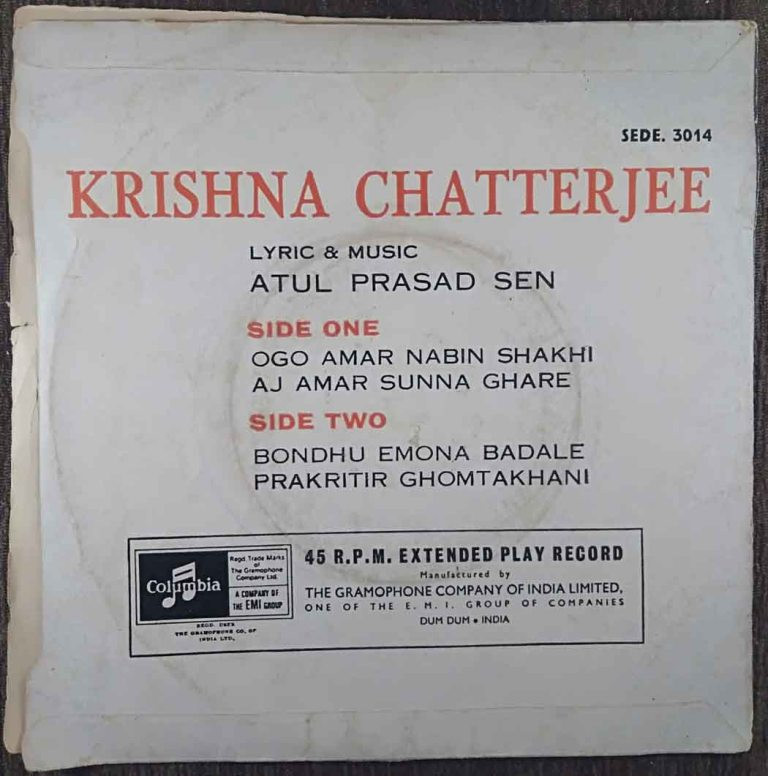 SEDE. 3014
KRISHNA CHATTERJEE
LYRIC & MUSIC
ATUL PRASAD SEN
SIDE ONE
OGO AMAR NABIN SHAKHI
AJ AMAR SUNNA GHARE
SIDE TWO
BONDHU EMONA BADALE
PRAKRITIR GHOMTAKHANI
Columbia
Regd. Trade Marks
of
The Gramophone
Company Ltd.
A COMPANY OF
THE EMI GROUP
REGD. USER
THE GRAMOPHONE CO. OF
INDIA LTD.
45 R.P.M. EXTENDED PLAY RECORD
Manufactured by
THE GRAMOPHONE COMPANY OF INDIA LIMITED,
ONE OF THE E. M. I. GROUP OF COMPANIES
DUM DUM • INDIA